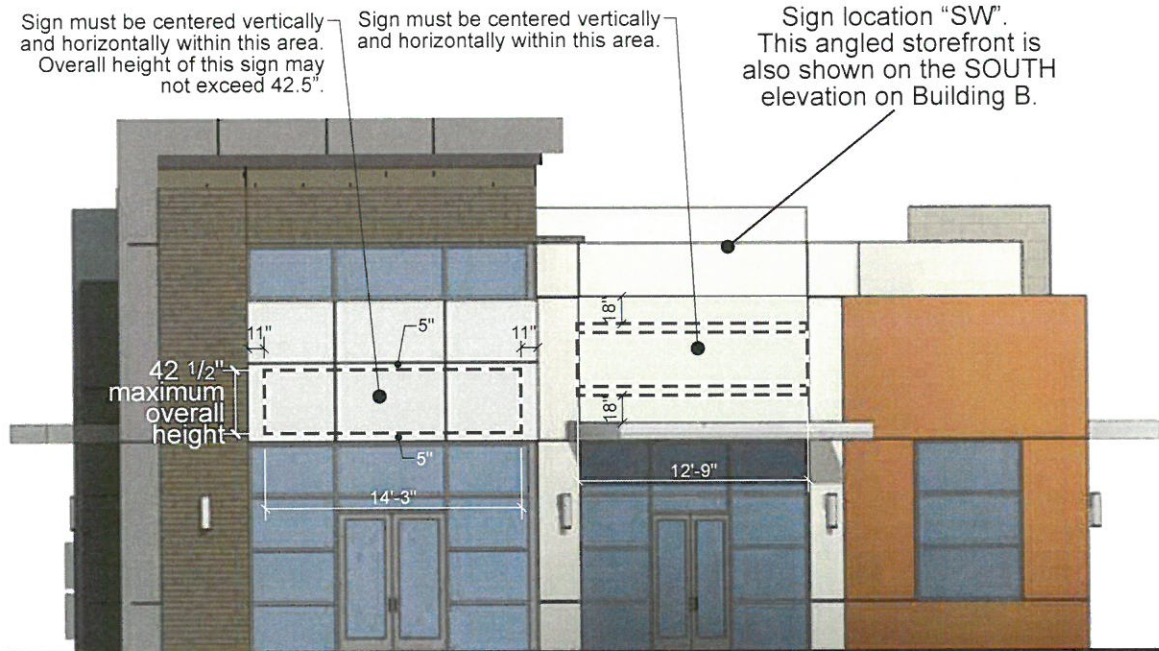 Sign must be centered vertically
and horizontally within this area.
Overall height of this sign may
not exceed 42.5".
Sign must be centered vertically
and horizontally within this area.
Sign location “SW”.
This angled storefront is
also shown on the SOUTH
elevation on Building B.
11"
5"
11"
18"
42 1/2"
maximum
overall
height
18"
5"
14'-3"
12'-9"